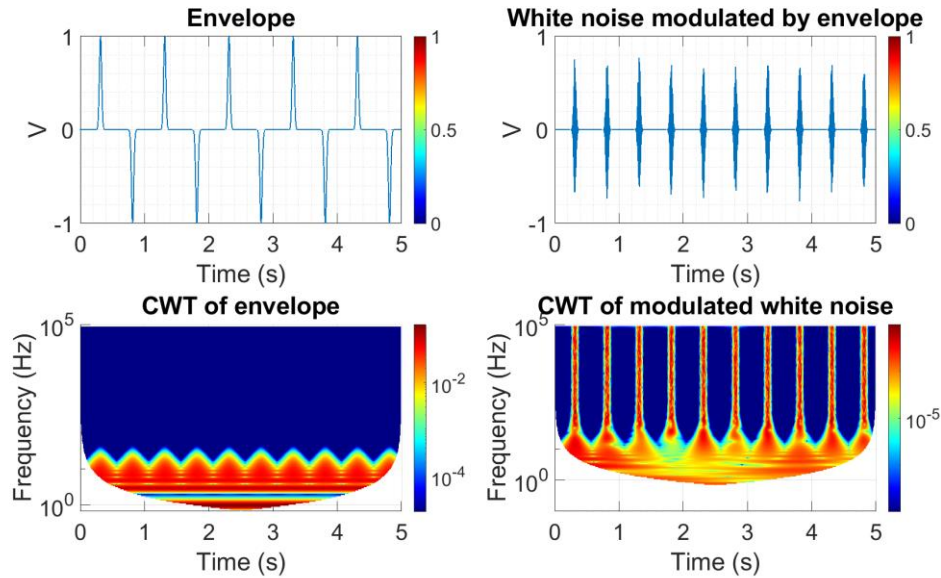 Envelope
1
0
-1
V
0 1 2 3 4 5
Time (s)
1
0.5
0
White noise modulated by envelope
1
0
-1
V
0 1 2 3 4 5
Time (s)
1
0.5
0
CWT of envelope
10^5
10^0
Frequency (Hz)
0 1 2 3 4 5
Time (s)
10^-2
10^-4
CWT of modulated white noise
10^5
10^0
Frequency (Hz)
0 1 2 3 4 5
Time (s)
10^-5